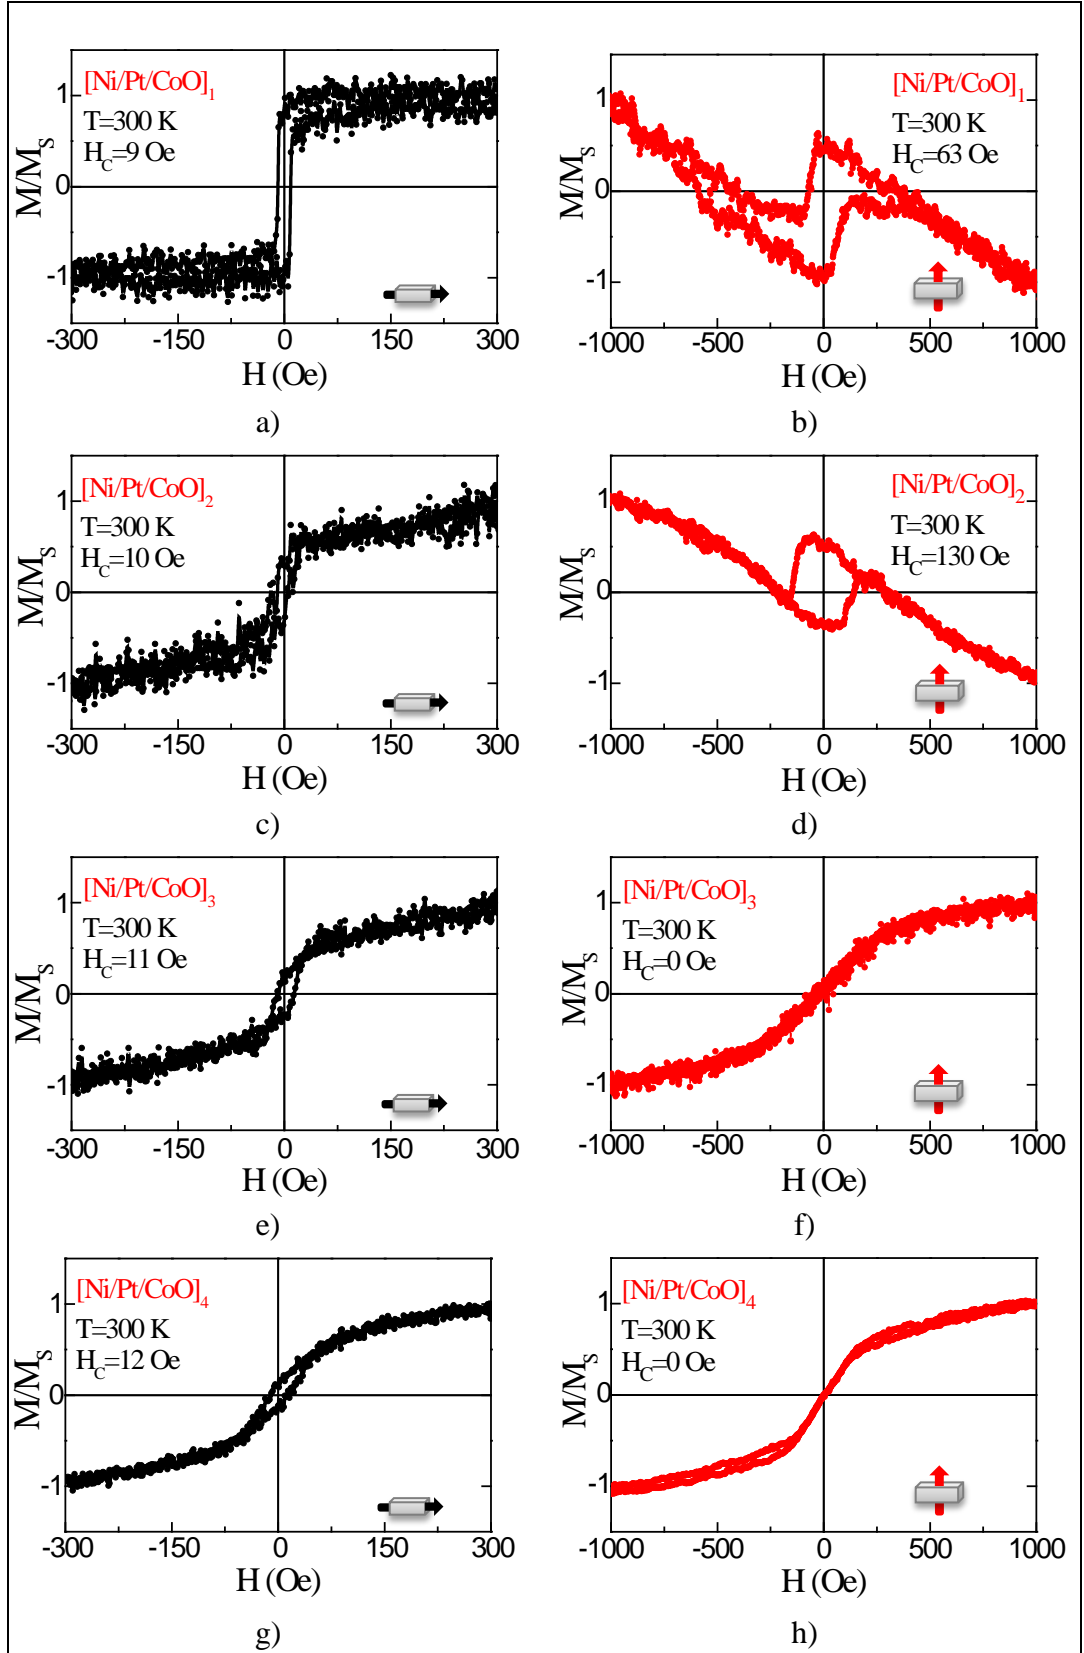 [Ni/Pt/CoO]1
T=300 K
HC=9 Oe
M/MS
1
0
-1
-300 -150 0 150 300
H (Oe)
a)
[Ni/Pt/CoO]1
T=300 K
HC=63 Oe
M/MS
1
0
-1
-1000 -500 0 500 1000
H (Oe)
b)
[Ni/Pt/CoO]2
T=300 K
HC=10 Oe
M/MS
1
0
-1
-300 -150 0 150 300
H (Oe)
c)
[Ni/Pt/CoO]2
T=300 K
HC=130 Oe
M/MS
1
0
-1
-1000 -500 0 500 1000
H (Oe)
d)
[Ni/Pt/CoO]3
T=300 K
HC=11 Oe
M/MS
1
0
-1
-300 -150 0 150 300
H (Oe)
e)
[Ni/Pt/CoO]3
T=300 K
HC=0 Oe
M/MS
1
0
-1
-1000 -500 0 500 1000
H (Oe)
f)
[Ni/Pt/CoO]4
T=300 K
HC=12 Oe
M/MS
1
0
-1
-300 -150 0 150 300
H (Oe)
g)
[Ni/Pt/CoO]4
T=300 K
HC=0 Oe
M/MS
1
0
-1
-1000 -500 0 500 1000
H (Oe)
h)